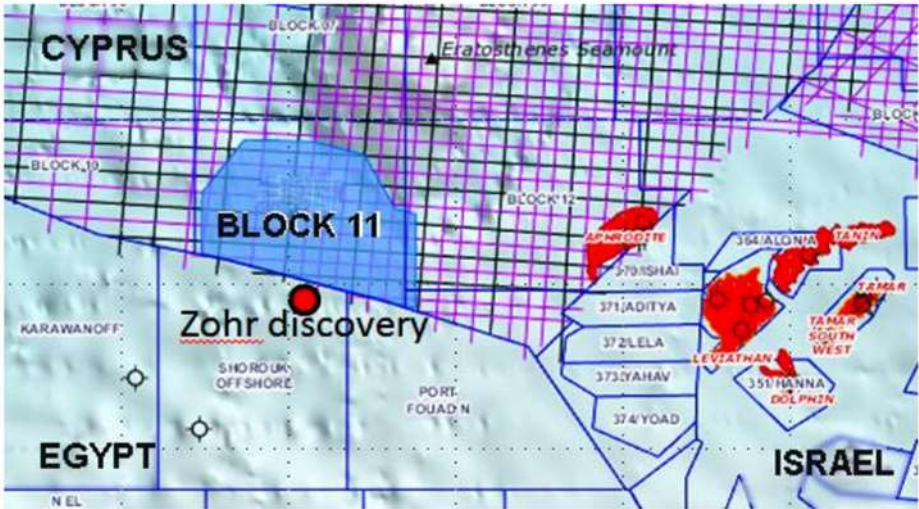 BLOCK 07
CYPRUS
Eratosthenes Seamount
BLOCK 10
BLOCK 12
BLOCK 11
APHRODITE
364/ALONIA
TANIN
370/ISHAI
371/ADITYA
TAMAR
Zohr discovery
KARAWANOFF
372/LELA
TAMAR
SOUTH
WEST
LEVIATHAN
SHOROUK
OFFSHORE
373/YAHAV
351/HANNA
DOLPHIN
PORT-
FOUAD N
374/YOAD
EGYPT
ISRAEL
N EL